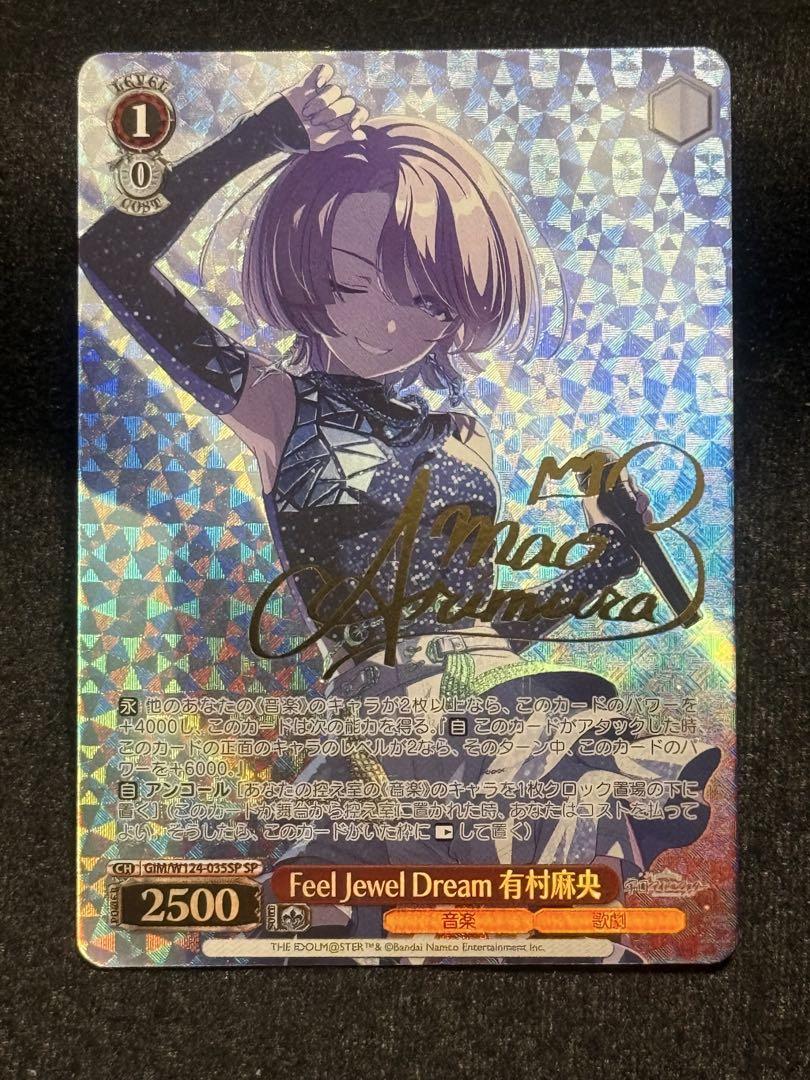 LEVEL
1
0
COST
Mao
Arimura
永 他のあなたの《音楽》のキャラが2枚以上なら、このカードのパワーを
+4000し、このカードは次の能力を得る。『自 このカードがアタックした時、
このカードの正面のキャラのレベルが2なら、そのターン中、このカードのパ
ワーを+6000。』
自 アンコール [あなたの控え室の《音楽》のキャラを1枚クロック置場の下に
置く] (このカードが舞台から控え室に置かれた時、あなたはコストを払って
よい。そうしたら、このカードがいた枠に して置く)
CH GIM/W124-035SP SP
Feel Jewel Dream 有村麻央
POWER 2500
音楽 歌劇
THE IDOLM@STER™& ©Bandai Namco Entertainment Inc.